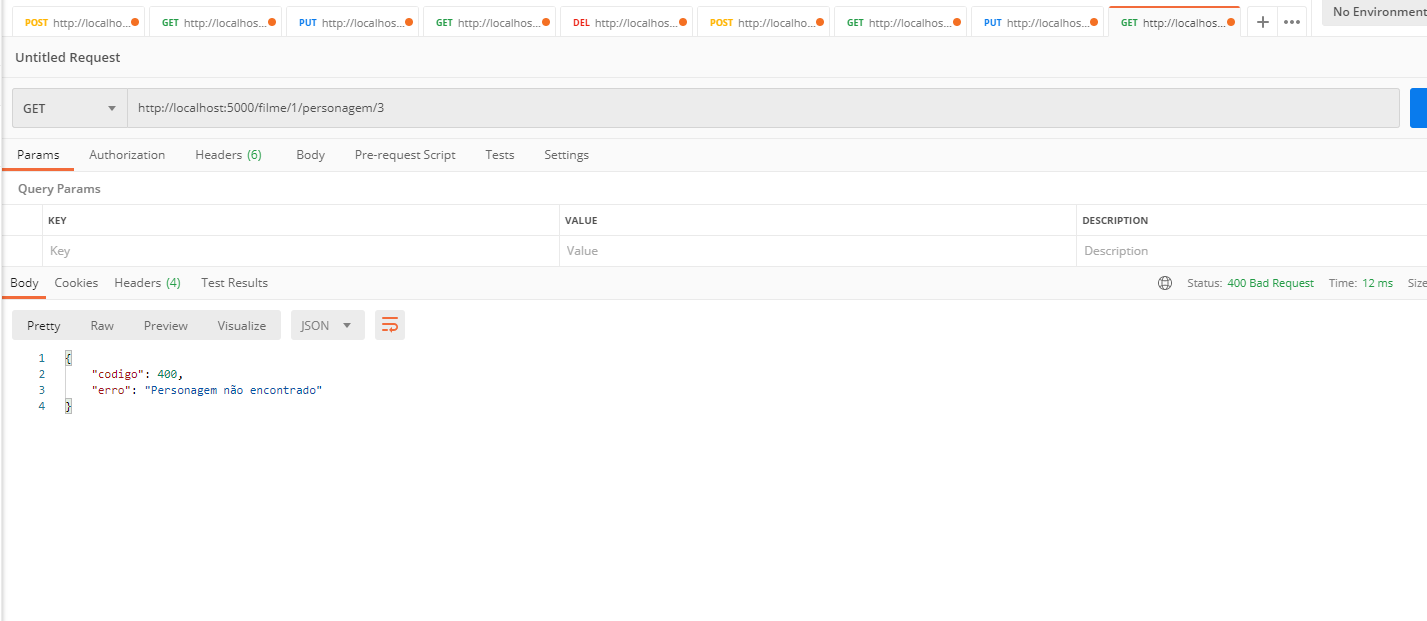 POST http://localho... GET http://localhos... PUT http://localhos... GET http://localhos... DEL http://localhos... POST http://localho... GET http://localhos... PUT http://localhos... GET http://localhos... + ••• No Environment
Untitled Request
GET http://localhost:5000/filme/1/personagem/3
Params Authorization Headers (6) Body Pre-request Script Tests Settings
Query Params
KEY VALUE DESCRIPTION
Key Value Description
Body Cookies Headers (4) Test Results Status: 400 Bad Request Time: 12 ms Size
Pretty Raw Preview Visualize JSON
1 {
2 "codigo": 400,
3 "erro": "Personagem não encontrado"
4 }